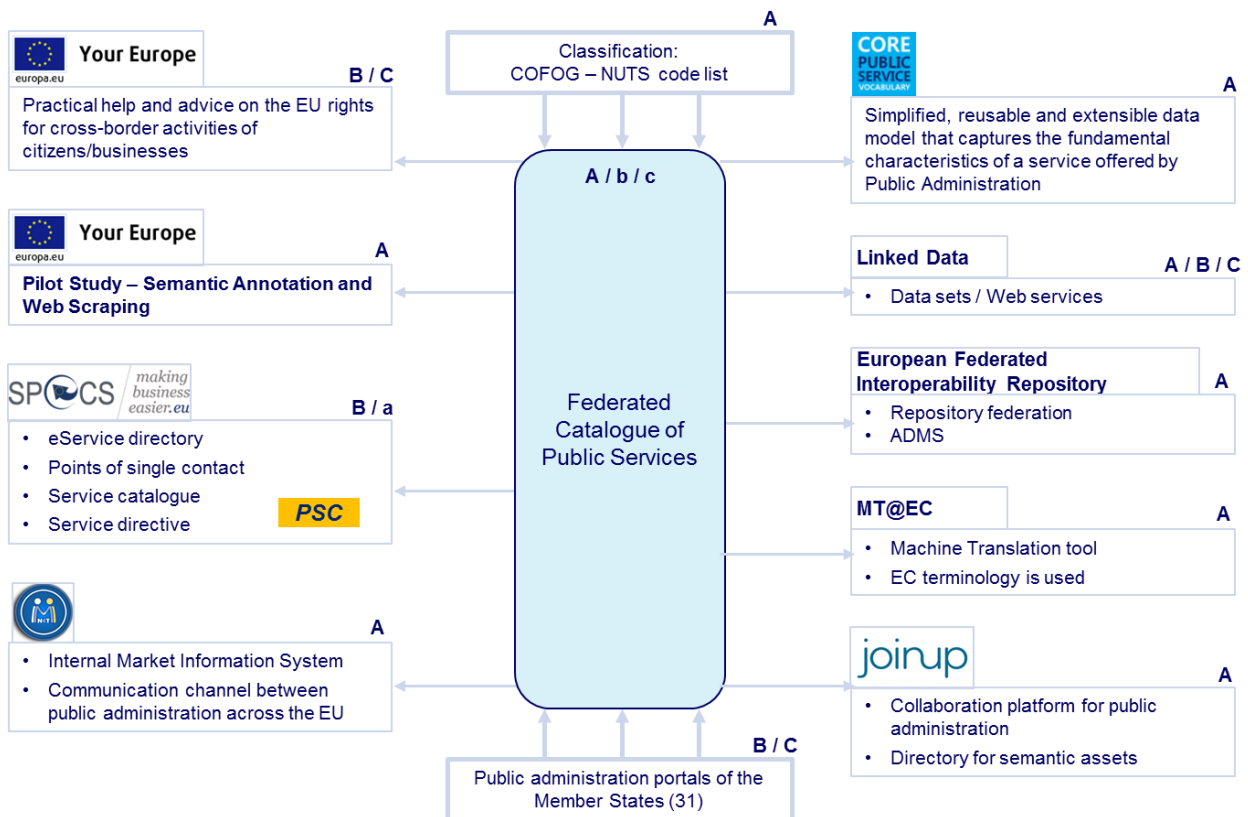 A
Classification:
COFOG – NUTS code list
europa.eu
Your Europe
B / C
Practical help and advice on the EU rights
for cross-border activities of
citizens/businesses
europa.eu
Your Europe
A
Pilot Study – Semantic Annotation and
Web Scraping
SPOCS
making
business
easier.eu
B / a
• eService directory
• Points of single contact
• Service catalogue
• Service directive
PSC
A
• Internal Market Information System
• Communication channel between
public administration across the EU
A / b / c
Federated
Catalogue of
Public Services
B / C
Public administration portals of the
Member States (31)
CORE
PUBLIC
SERVICE
VOCABULARY
A
Simplified, reusable and extensible data
model that captures the fundamental
characteristics of a service offered by
Public Administration
Linked Data
A / B / C
• Data sets / Web services
European Federated
Interoperability Repository
A
• Repository federation
• ADMS
MT@EC
A
• Machine Translation tool
• EC terminology is used
joinup
A
• Collaboration platform for public
administration
• Directory for semantic assets